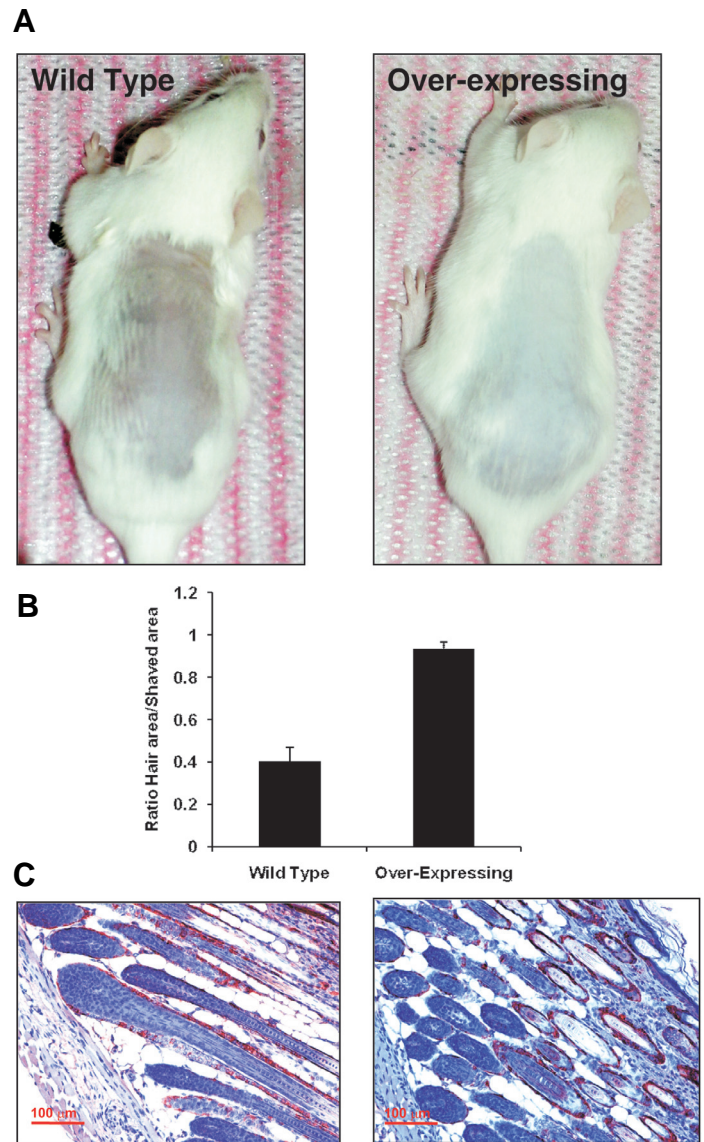 A
Wild Type
Over-expressing
B
Ratio Hair area/Shaved area
1.2
1
0.8
0.6
0.4
0.2
0
Wild Type
Over-Expressing
C
100 µm
100 µm